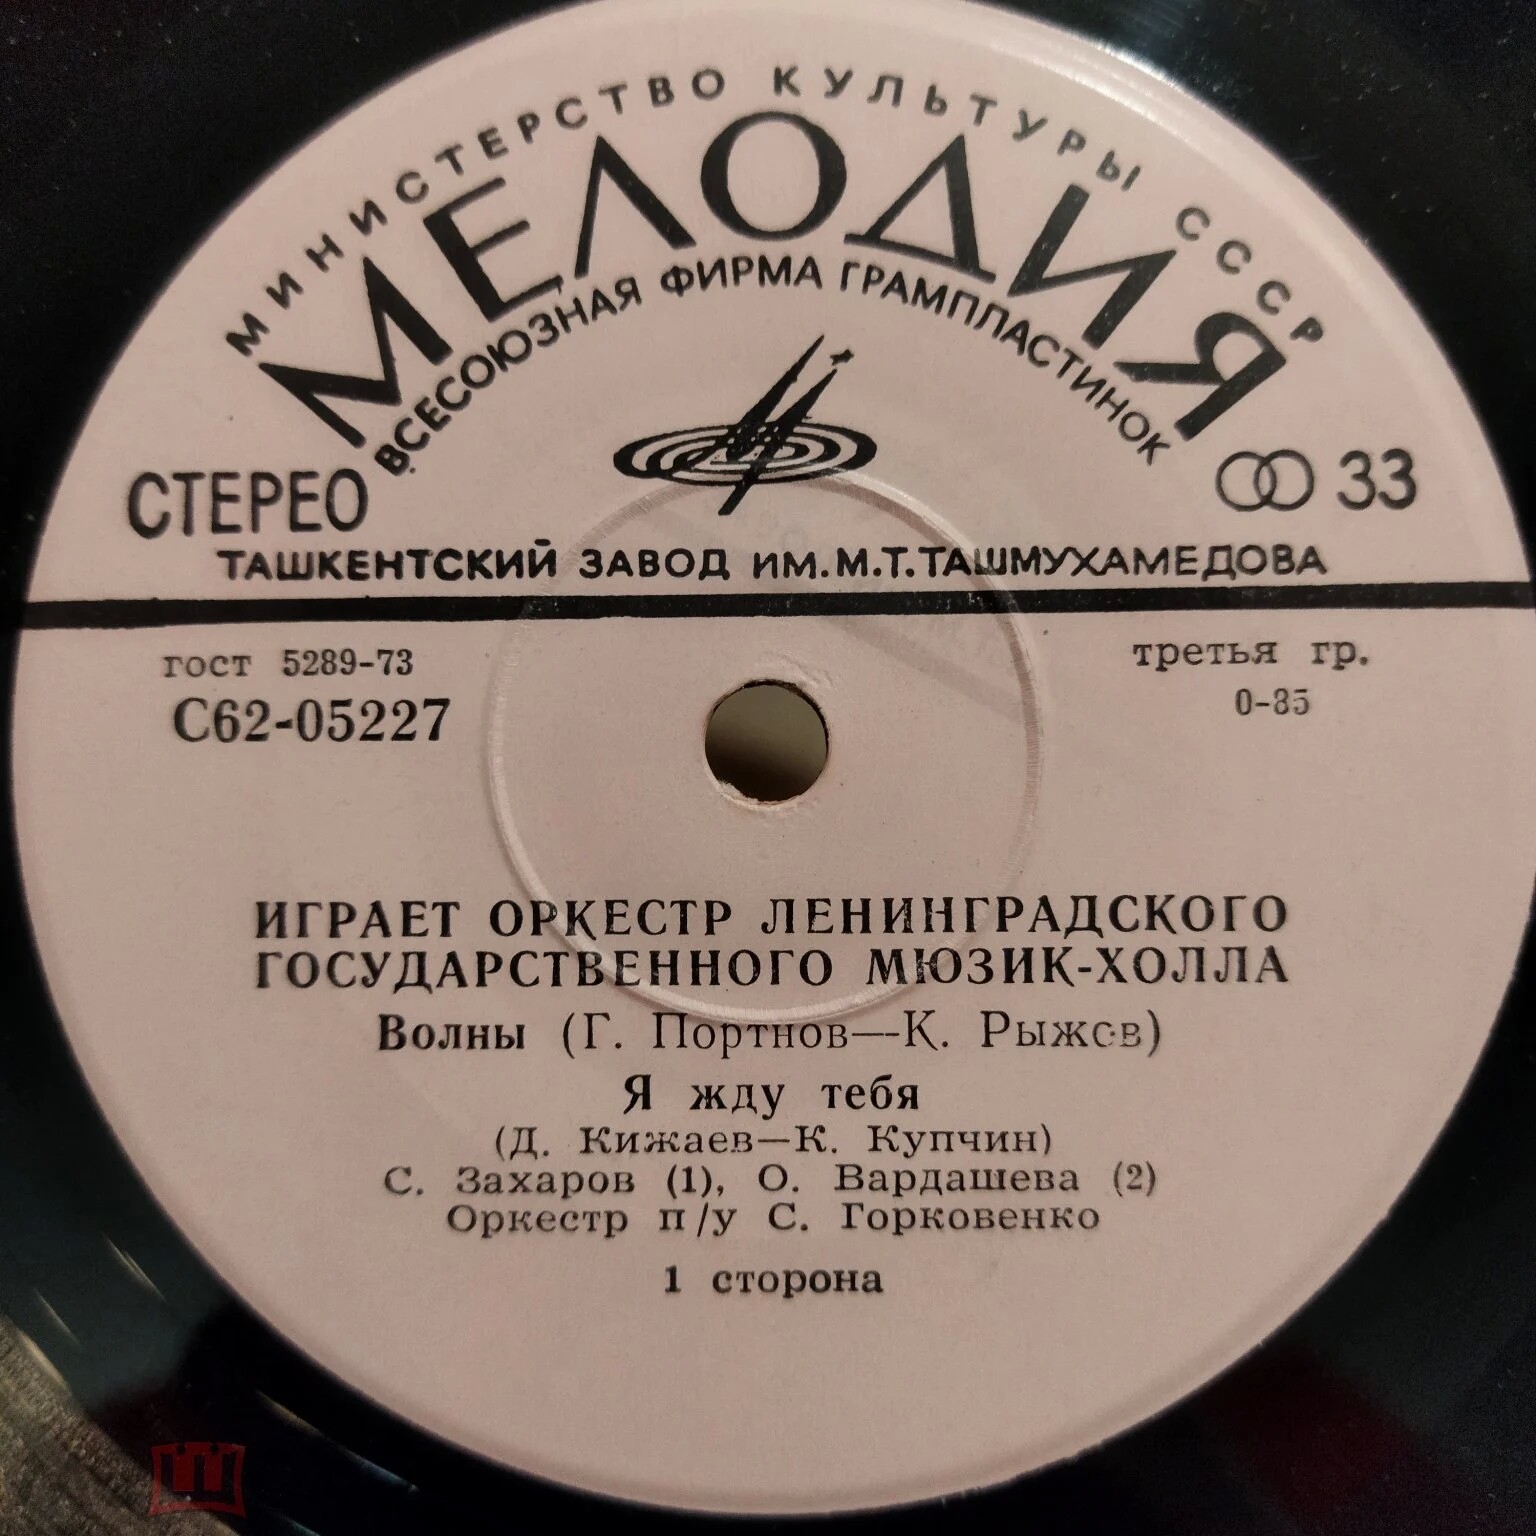 МИНИСТЕРСТВО КУЛЬТУРЫ СССР
МЕЛОДИЯ
ВСЕСОЮЗНАЯ ФИРМА ГРАМПЛАСТИНОК
СТЕРЕО
33
ТАШКЕНТСКИЙ ЗАВОД ИМ.М.Т.ТАШМУХАМЕДОВА
гост 5289-73
третья гр.
С62-05227
0-85
ИГРАЕТ ОРКЕСТР ЛЕНИНГРАДСКОГО
ГОСУДАРСТВЕННОГО МЮЗИК-ХОЛЛА
Волны (Г. Портнов—К. Рыжов)
Я жду тебя
(Д. Кижаев—К. Купчин)
С. Захаров (1), О. Вардашева (2)
Оркестр п/у С. Горковенко
1 сторона